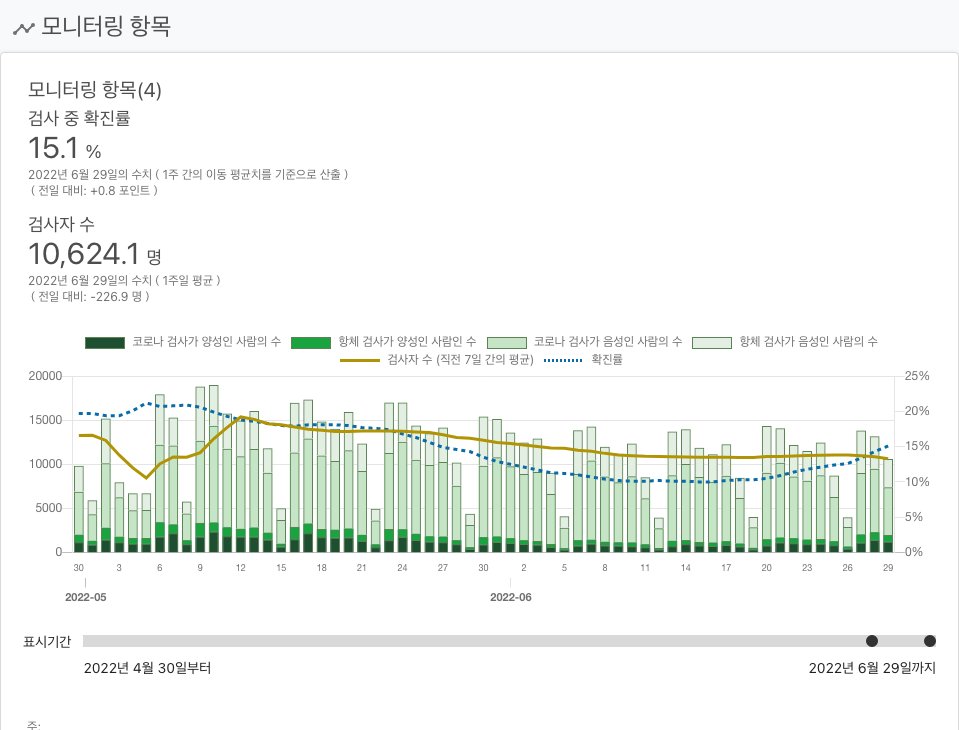 모니터링 항목
모니터링 항목(4)
검사 중 확진률
15.1 %
2022년 6월 29일의 수치 ( 1주 간의 이동 평균치를 기준으로 산출 )
( 전일 대비: +0.8 포인트 )
검사자 수
10,624.1 명
2022년 6월 29일의 수치 ( 1주일 평균 )
( 전일 대비: -226.9 명 )
코로나 검사가 양성인 사람의 수 항체 검사가 양성인 사람인 수 코로나 검사가 음성인 사람의 수 항체 검사가 음성인 사람의 수
검사자 수 (직전 7일 간의 평균) 확진률
20000 25%
20%
15000
15%
10000
10%
5000
5%
0 0%
30 3 6 9 12 15 18 21 24 27 30 2 5 8 11 14 17 20 23 26 29
2022-05 2022-06
표시기간
2022년 4월 30일부터 2022년 6월 29일까지
주: